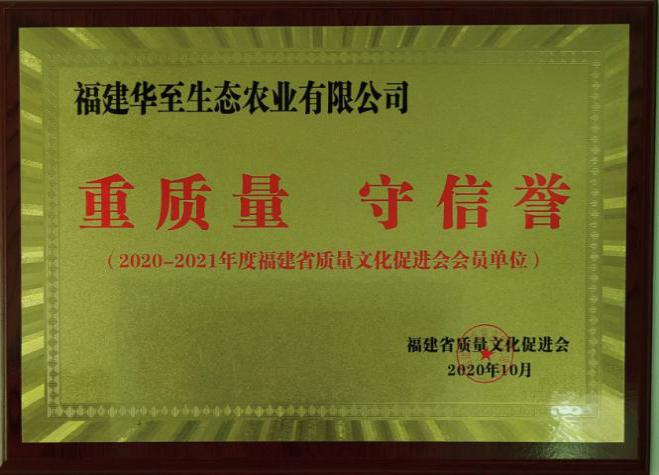 福建华至生态农业有限公司
重质量 守信誉
（2020-2021年度福建省质量文化促进会会员单位）
福建省质量文化促进会
2020年10月